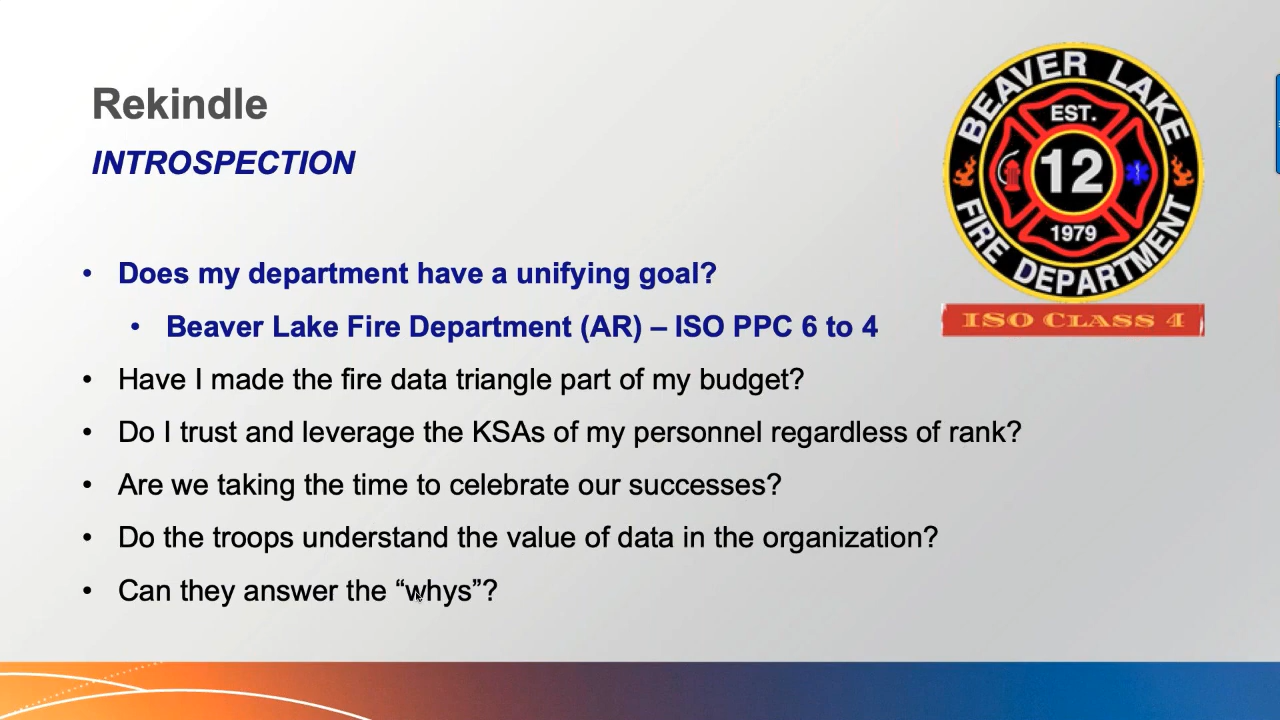 Rekindle
INTROSPECTION
BEAVER LAKE
EST.
12
1979
FIRE DEPARTMENT
ISO CLASS 4
• Does my department have a unifying goal?
• Beaver Lake Fire Department (AR) – ISO PPC 6 to 4
• Have I made the fire data triangle part of my budget?
• Do I trust and leverage the KSAs of my personnel regardless of rank?
• Are we taking the time to celebrate our successes?
• Do the troops understand the value of data in the organization?
• Can they answer the “whys”?